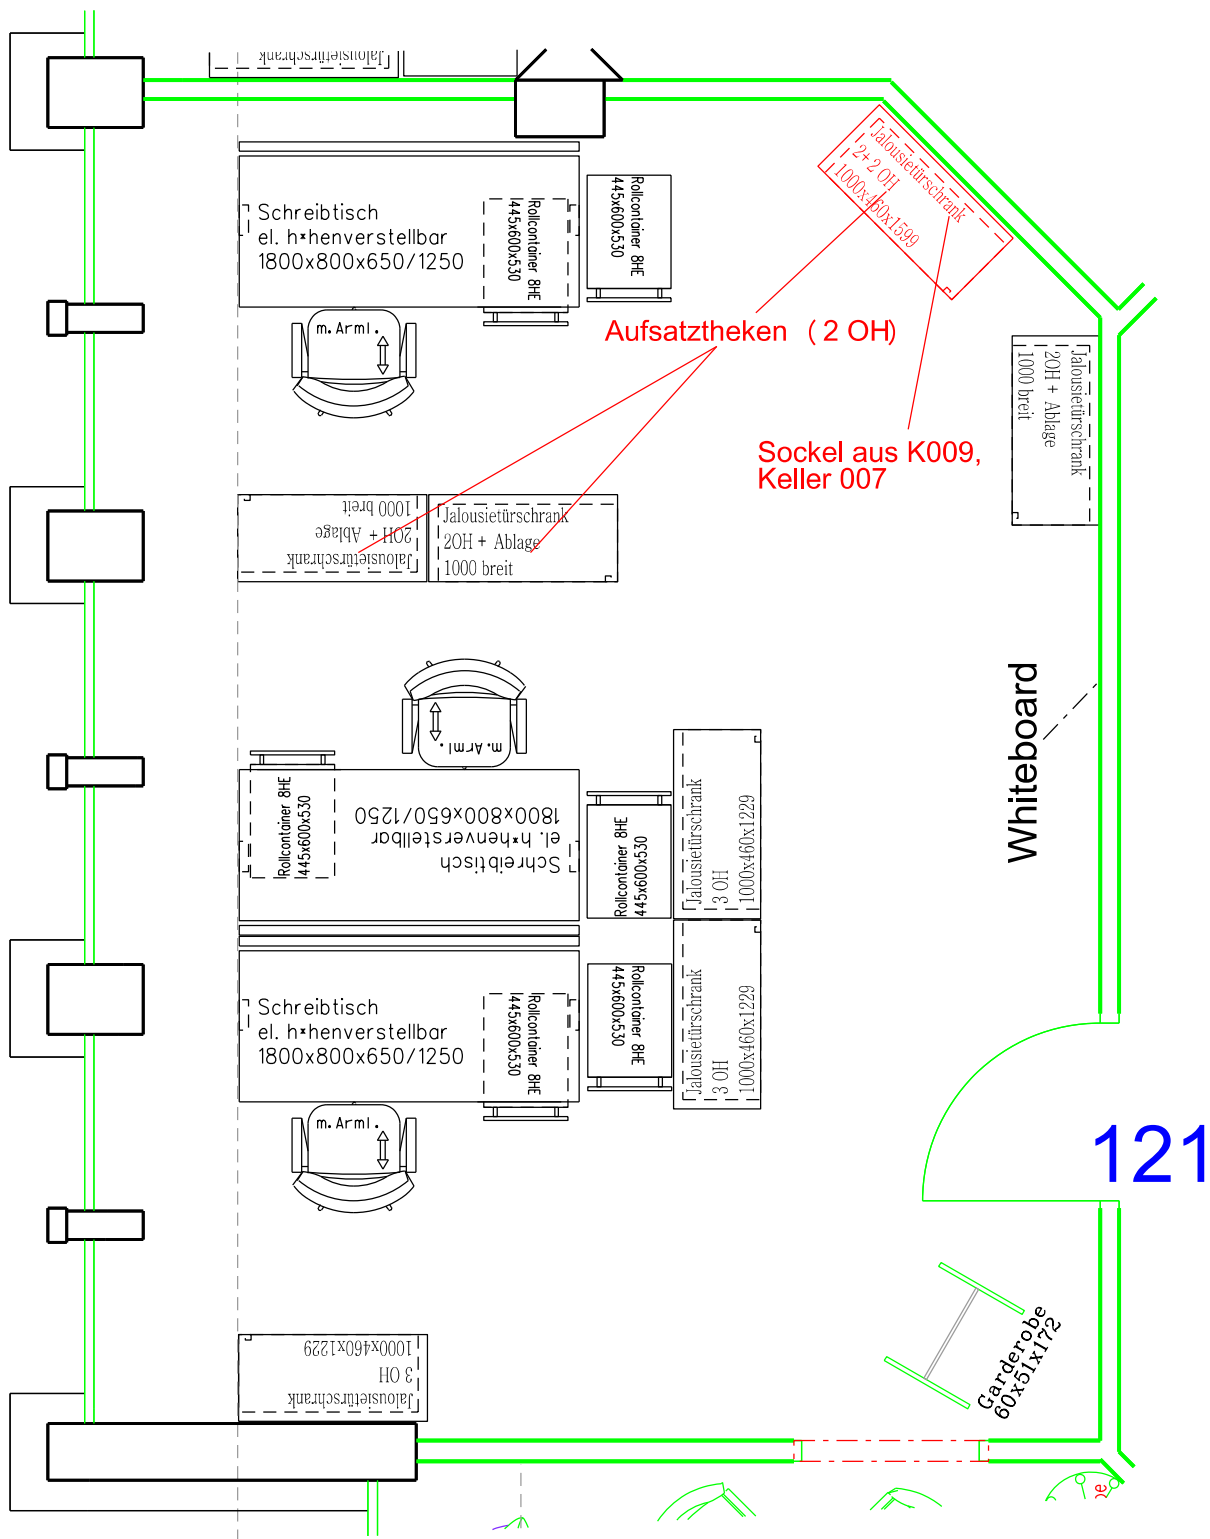 Jalousietürschrank
Jalousietürschrank
2+2 OH
1000x460x1599
Schreibtisch
el. h*henverstellbar
1800x800x650/1250
Rollcontainer 8HE
445x600x530
Rollcontainer 8HE
445x600x530
m. Arml.
Aufsatztheken ( 2 OH)
Sockel aus K009,
Keller 007
Jalousietürschrank
2OH + Ablage
1000 breit
Jalousietürschrank
2OH + Ablage
1000 breit
Jalousietürschrank
2OH + Ablage
1000 breit
Whiteboard
m. Arml.
Rollcontainer 8HE
445x600x530
Schreibtisch
el. h*henverstellbar
1800x800x650/1250
Rollcontainer 8HE
445x600x530
Jalousietürschrank
3 OH
1000x460x1229
Schreibtisch
el. h*henverstellbar
1800x800x650/1250
Rollcontainer 8HE
445x600x530
Rollcontainer 8HE
445x600x530
Jalousietürschrank
3 OH
1000x460x1229
m. Arml.
121
Garderobe
60x51x172
Jalousietürschrank
3 OH
1000x460x1229